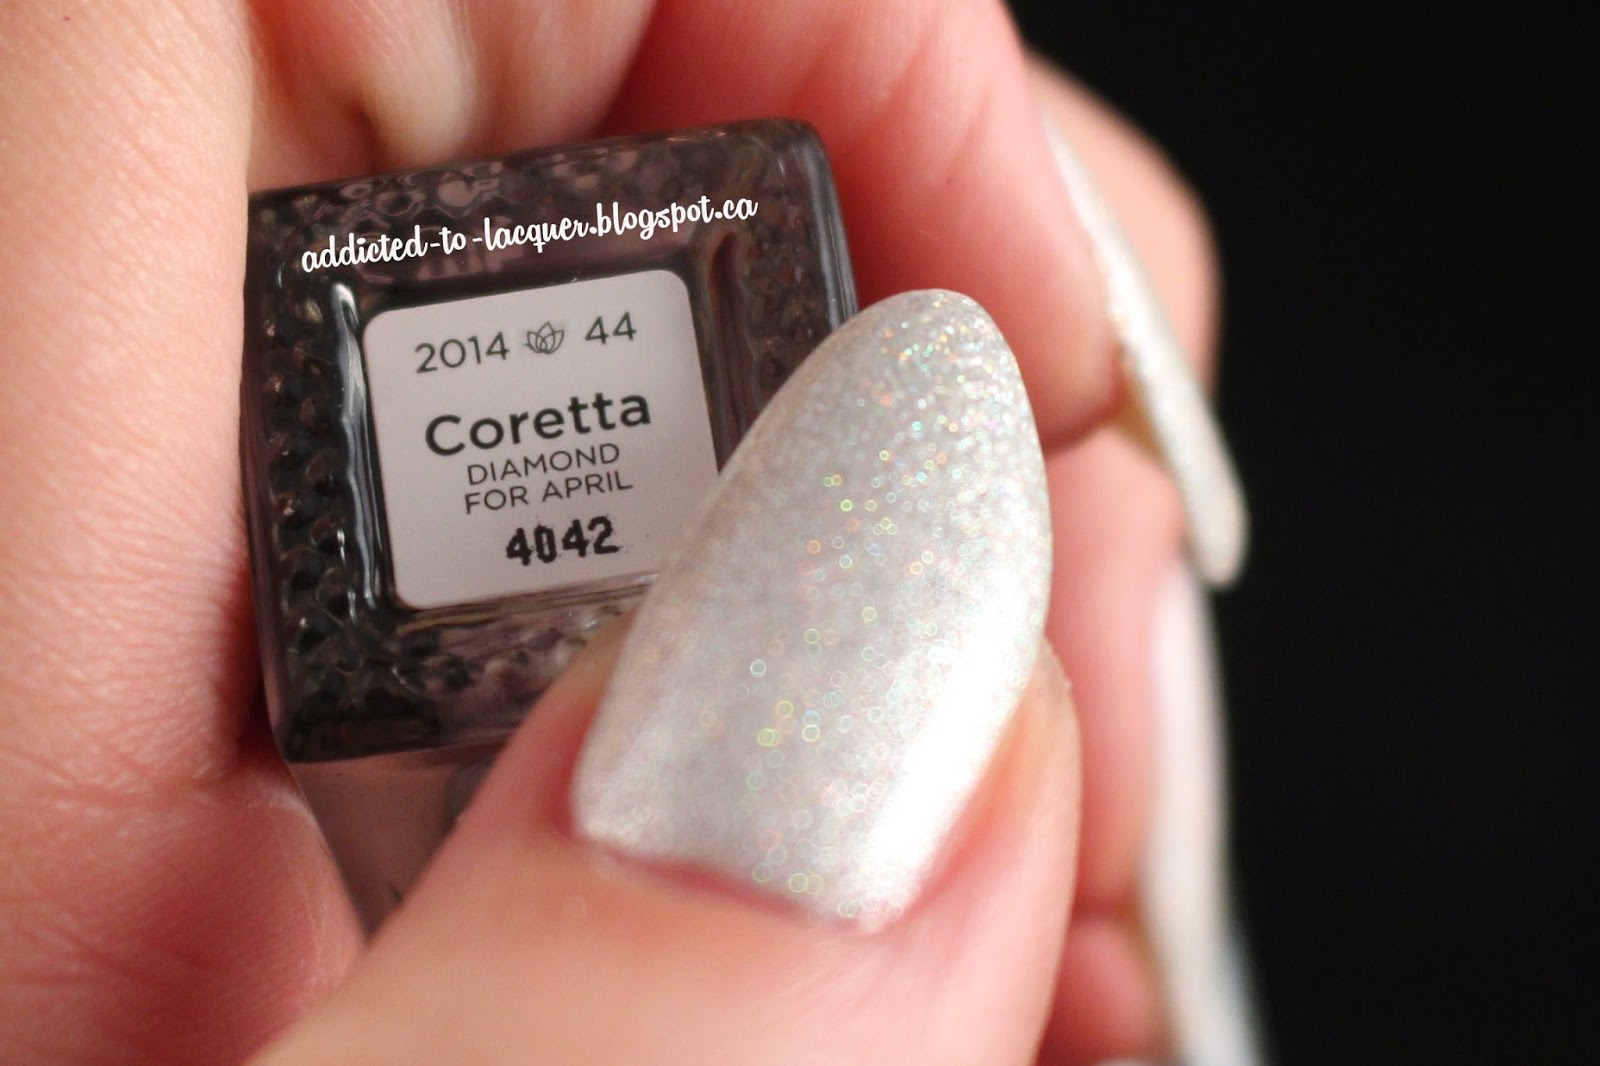 addicted-to-lacquer.blogspot.ca
2014 44
Coretta
DIAMOND
FOR APRIL
4042